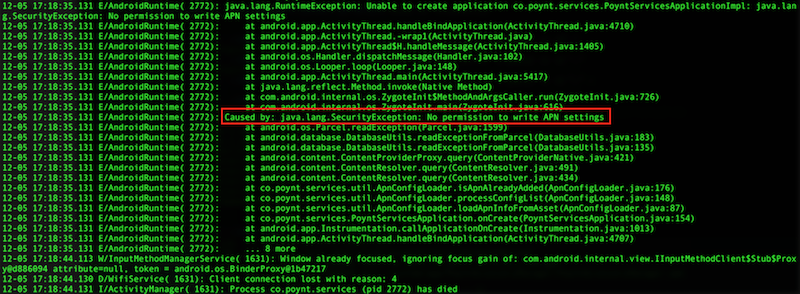 12-05 17:18:35.131 E/AndroidRuntime( 2772): java.lang.RuntimeException: Unable to create application co.poynt.services.PoyntServicesApplicationImpl: java.lan
g.SecurityException: No permission to write APN settings
12-05 17:18:35.131 E/AndroidRuntime( 2772):    at android.app.ActivityThread.handleBindApplication(ActivityThread.java:4710)
12-05 17:18:35.131 E/AndroidRuntime( 2772):    at android.app.ActivityThread.-wrap1(ActivityThread.java)
12-05 17:18:35.131 E/AndroidRuntime( 2772):    at android.app.ActivityThread$H.handleMessage(ActivityThread.java:1405)
12-05 17:18:35.131 E/AndroidRuntime( 2772):    at android.os.Handler.dispatchMessage(Handler.java:102)
12-05 17:18:35.131 E/AndroidRuntime( 2772):    at android.os.Looper.loop(Looper.java:148)
12-05 17:18:35.131 E/AndroidRuntime( 2772):    at android.app.ActivityThread.main(ActivityThread.java:5417)
12-05 17:18:35.131 E/AndroidRuntime( 2772):    at java.lang.reflect.Method.invoke(Native Method)
12-05 17:18:35.131 E/AndroidRuntime( 2772):    at com.android.internal.os.ZygoteInit$MethodAndArgsCaller.run(ZygoteInit.java:726)
12-05 17:18:35.131 E/AndroidRuntime( 2772):    at com.android.internal.os.ZygoteInit.main(ZygoteInit.java:616)
12-05 17:18:35.131 E/AndroidRuntime( 2772): Caused by: java.lang.SecurityException: No permission to write APN settings
12-05 17:18:35.131 E/AndroidRuntime( 2772):    at android.os.Parcel.readException(Parcel.java:1599)
12-05 17:18:35.131 E/AndroidRuntime( 2772):    at android.database.DatabaseUtils.readExceptionFromParcel(DatabaseUtils.java:183)
12-05 17:18:35.131 E/AndroidRuntime( 2772):    at android.database.DatabaseUtils.readExceptionFromParcel(DatabaseUtils.java:135)
12-05 17:18:35.131 E/AndroidRuntime( 2772):    at android.content.ContentProviderProxy.query(ContentProviderNative.java:421)
12-05 17:18:35.131 E/AndroidRuntime( 2772):    at android.content.ContentResolver.query(ContentResolver.java:491)
12-05 17:18:35.131 E/AndroidRuntime( 2772):    at android.content.ContentResolver.query(ContentResolver.java:434)
12-05 17:18:35.131 E/AndroidRuntime( 2772):    at co.poynt.services.util.ApnConfigLoader.isApnAlreadyAdded(ApnConfigLoader.java:176)
12-05 17:18:35.131 E/AndroidRuntime( 2772):    at co.poynt.services.util.ApnConfigLoader.processConfigList(ApnConfigLoader.java:148)
12-05 17:18:35.131 E/AndroidRuntime( 2772):    at co.poynt.services.util.ApnConfigLoader.loadApnInfoFromAsset(ApnConfigLoader.java:87)
12-05 17:18:35.131 E/AndroidRuntime( 2772):    at co.poynt.services.PoyntServicesApplication.onCreate(PoyntServicesApplication.java:154)
12-05 17:18:35.131 E/AndroidRuntime( 2772):    at android.app.Instrumentation.callApplicationOnCreate(Instrumentation.java:1013)
12-05 17:18:35.131 E/AndroidRuntime( 2772):    at android.app.ActivityThread.handleBindApplication(ActivityThread.java:4707)
12-05 17:18:35.131 E/AndroidRuntime( 2772):    ... 8 more
12-05 17:18:44.113 W/InputMethodManagerService( 1631): Window already focused, ignoring focus gain of: com.android.internal.view.IInputMethodClient$Stub$Prox
y@d886094 attribute=null, token = android.os.BinderProxy@1b47217
12-05 17:18:44.130 D/WifiService( 1631): Client connection lost with reason: 4
12-05 17:18:44.131 I/ActivityManager( 1631): Process co.poynt.services (pid 2772) has died